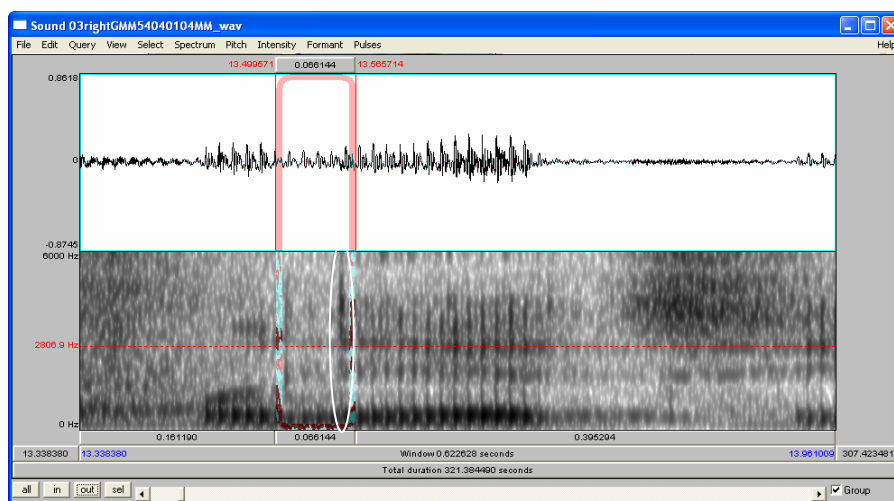 Sound 03rightGMM54040104MM_wav
File Edit Query View Select Spectrum Pitch Intensity Formant Pulses Help
13.499571 0.066144 13.565714
0.8618
0
-0.8746
6000 Hz
2806.9 Hz
0 Hz
0.161190 0.066144 0.395294
13.338380 13.338380 Window 0.622628 seconds 13.961009 307.423481
Total duration 321.384490 seconds
all in out sel Group